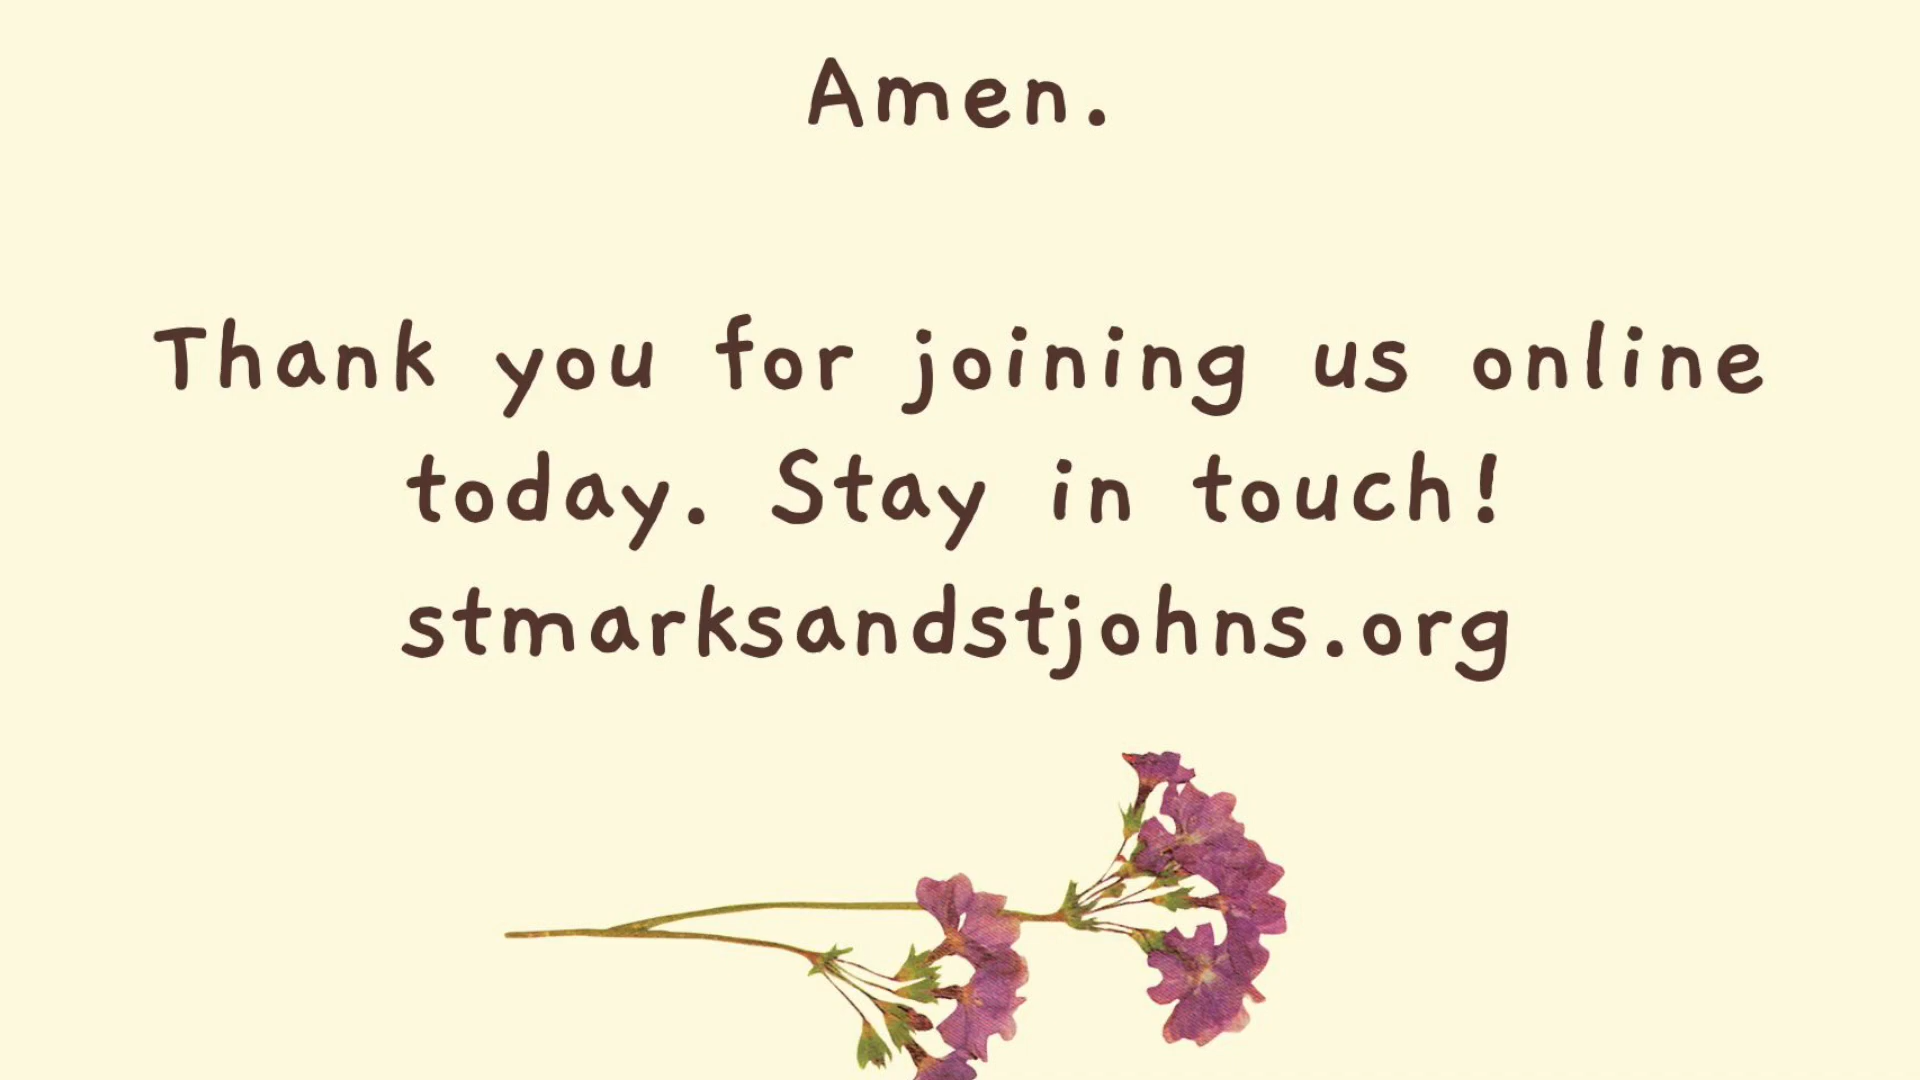 Amen.
Thank you for joining us online
today. Stay in touch!
stmarksandstjohns.org